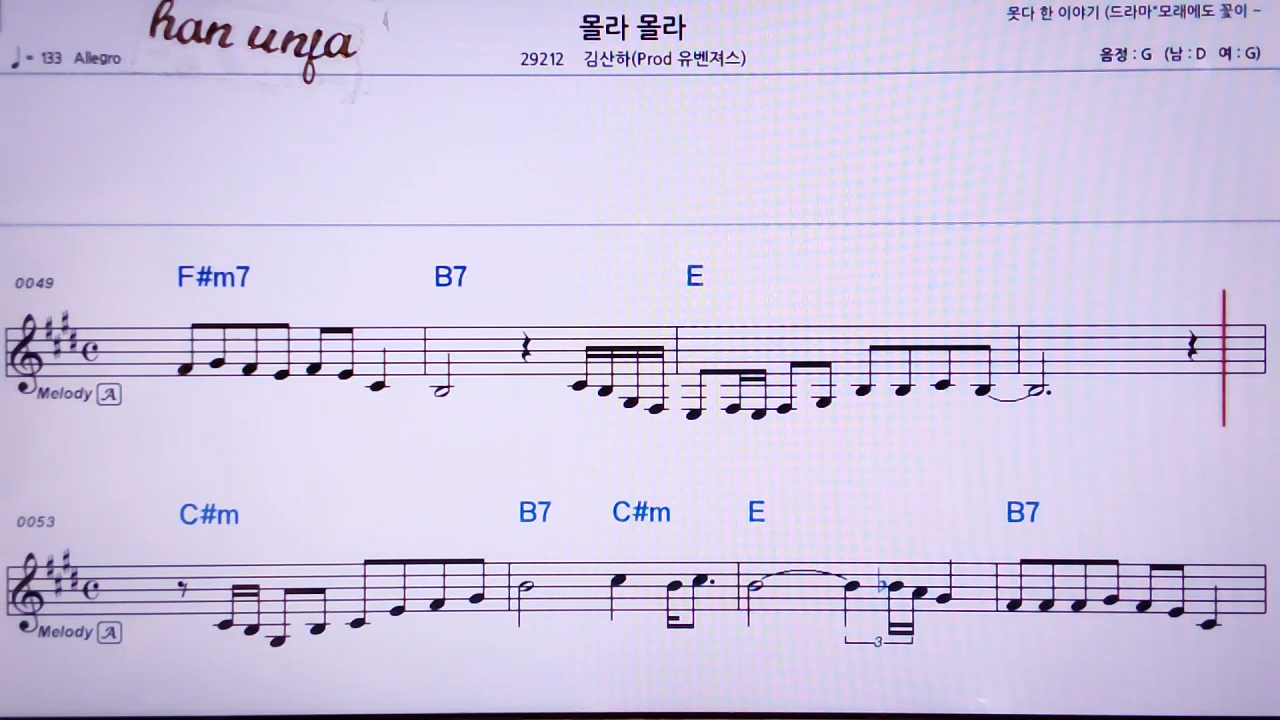 han unfa
몰라 몰라
못다 한 이야기 (드라마"모래에도 꽃이 -
♩= 133 Allegro
29212 김산하(Prod 유벤져스)
음정 : G (남 : D 여 : G)
0049 F#m7 B7 E
Melody A
0053 C#m B7 C#m E B7
3
Melody A